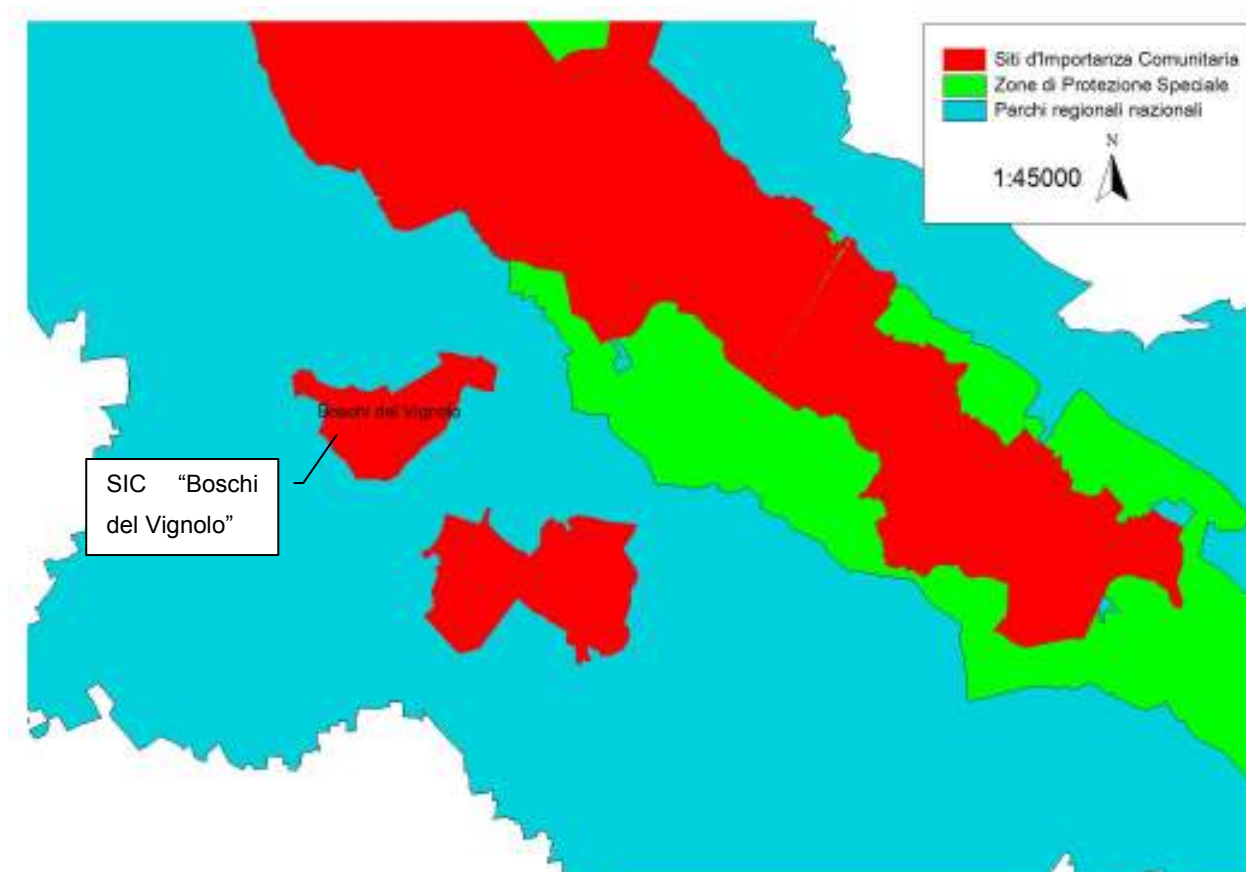 Siti d'Importanza Comunitaria
Zone di Protezione Speciale
Parchi regionali nazionali
N
1:45000
Boschi del Vignolo
SIC “Boschi
del Vignolo”